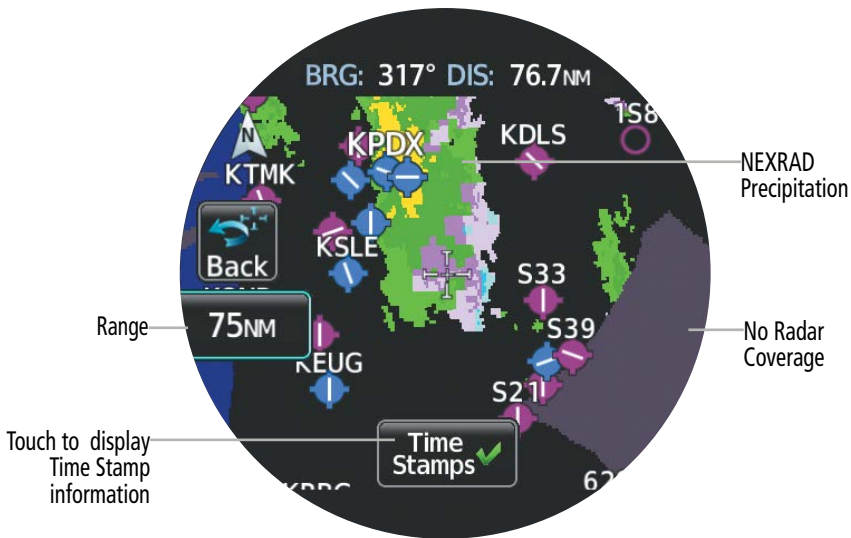 BRG: 317° DIS: 76.7NM
1S8
KPDX
KDLS
NEXRAD
Precipitation
N
KTMK
Back
KSLE
S33
Range
75NM
S39
No Radar
Coverage
KEUG
S21
Touch to display
Time Stamp
information
Time
Stamps